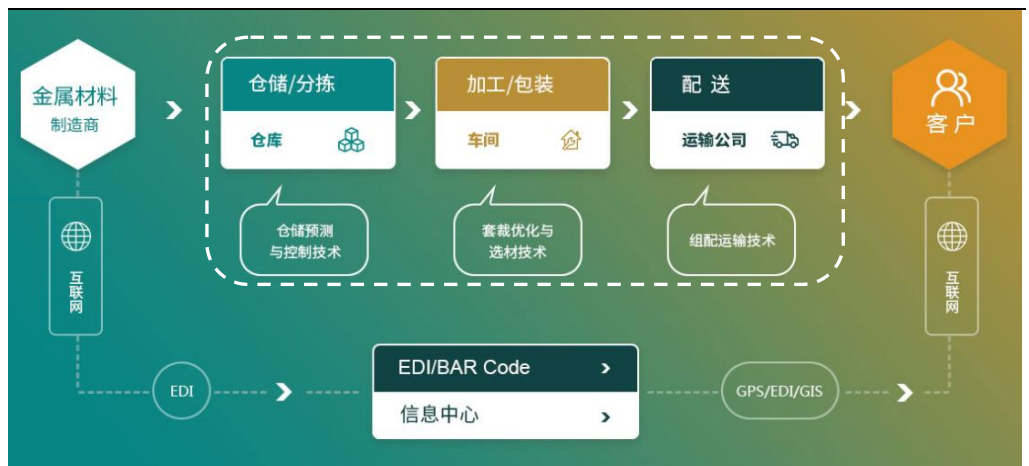 金属材料
制造商
仓储/分拣
仓库
加工/包装
车间
配 送
运输公司
客户
仓储预测
与控制技术
套裁优化与
选材技术
组配运输技术
互联网
互联网
EDI
EDI/BAR Code
信息中心
GPS/EDI/GIS